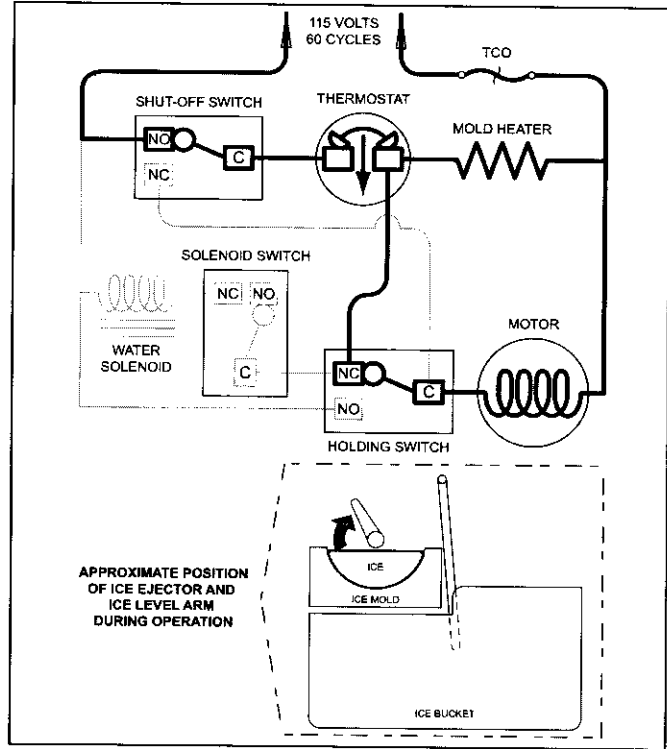 115 VOLTS
60 CYCLES
TCO
SHUT-OFF SWITCH
THERMOSTAT
MOLD HEATER
NO
C
NC
SOLENOID SWITCH
NC NO
C
WATER
SOLENOID
MOTOR
NC
C
NO
HOLDING SWITCH
APPROXIMATE POSITION
OF ICE EJECTOR AND
ICE LEVEL ARM
DURING OPERATION
ICE
ICE MOLD
ICE BUCKET